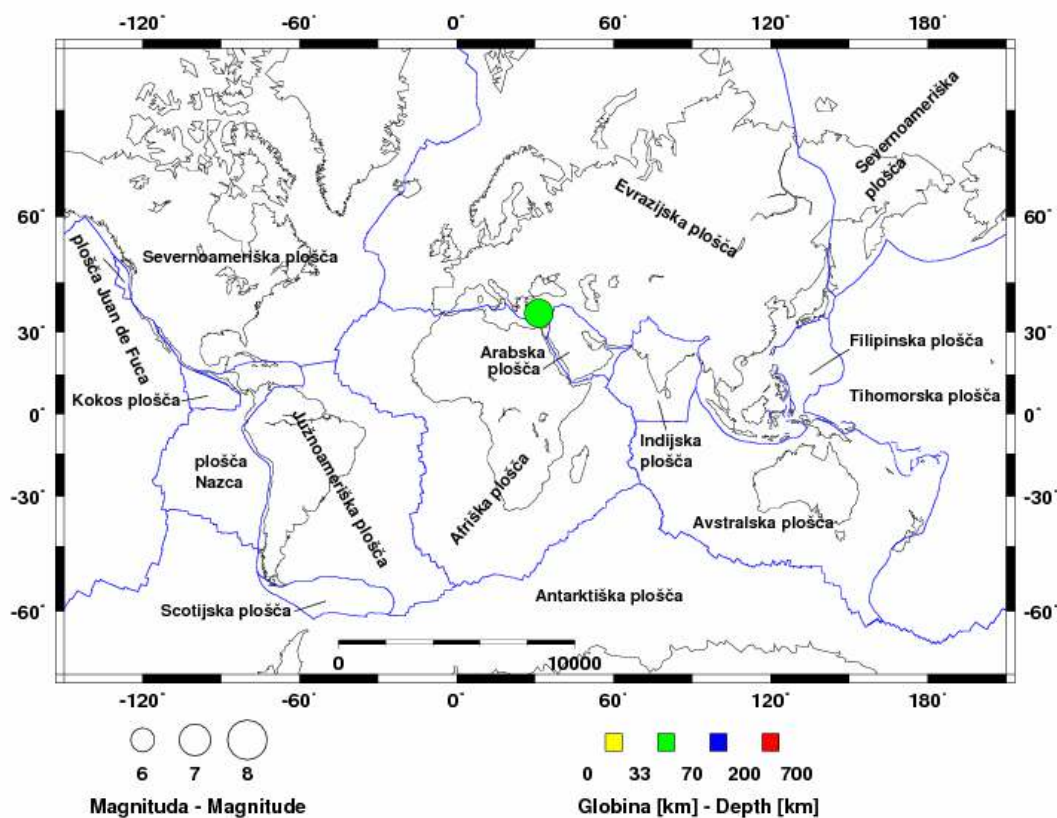 -120° -60° 0° 60° 120° 180°
Severnoameriška
plošča
Evrazijska plošča
60° 60°
Severnoameriška plošča
plošča Juan de Fuca
30° 30°
Arabska
plošča
Filipinska plošča
Kokos plošča
Tihomorska plošča
0° 0°
Južnoameriška plošča
Indijska
plošča
plošča
Nazca
Afriška plošča
-30° -30°
Avstralska plošča
Antarktiška plošča
Scotijska plošča
-60° -60°
0 10000
-120° -60° 0° 60° 120° 180°
6 7 8
0 33 70 200 700
Magnituda - Magnitude
Globina [km] - Depth [km]